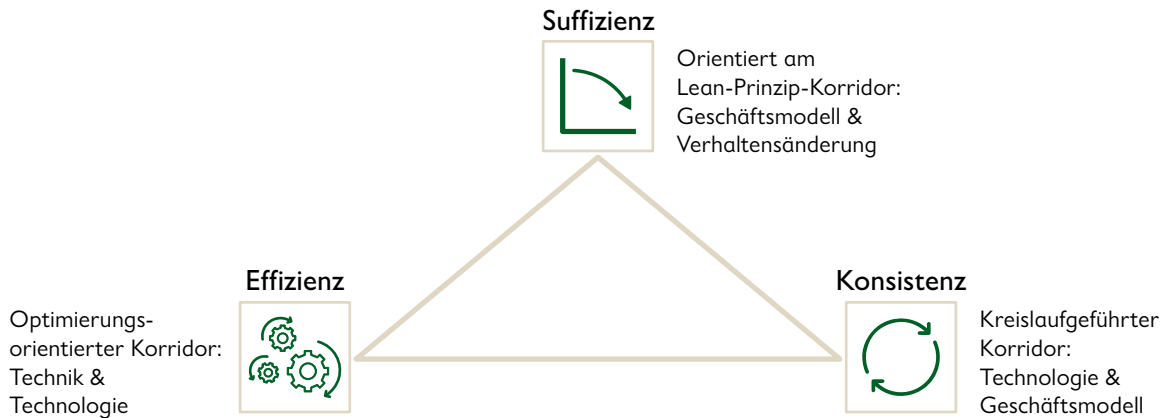 Suffizienz
Orientiert am
Lean-Prinzip-Korridor:
Geschäftsmodell &
Verhaltensänderung
Effizienz
Optimierungs-
orientierter Korridor:
Technik &
Technologie
Konsistenz
Kreislaufgeführter
Korridor:
Technologie &
Geschäftsmodell